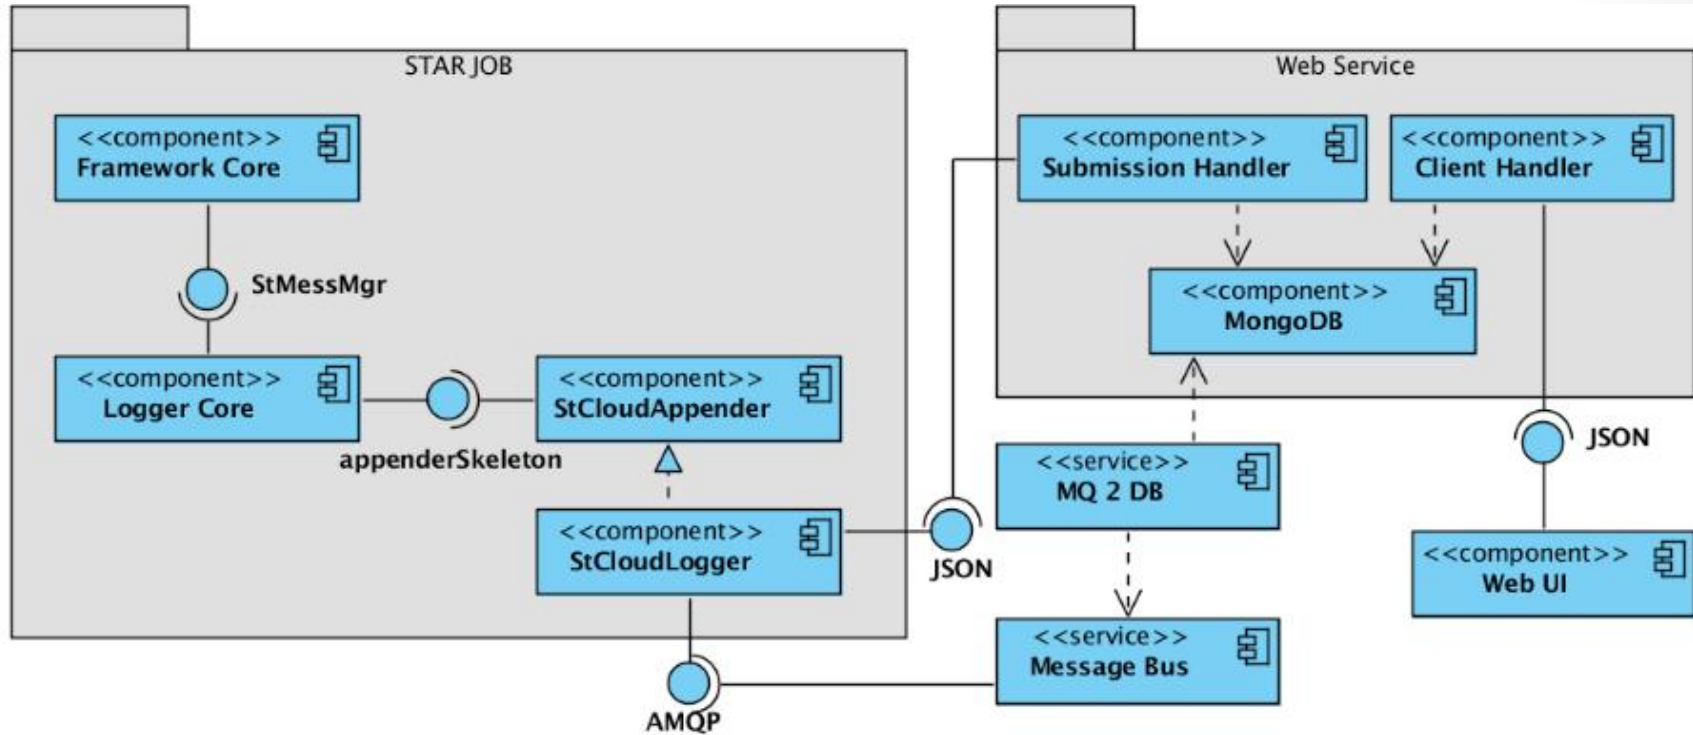 STAR JOB
<<component>>
Framework Core
StMessMgr
<<component>>
Logger Core
appenderSkeleton
<<component>>
StCloudAppender
<<component>>
StCloudLogger
JSON
AMQP
Web Service
<<component>>
Submission Handler
<<component>>
Client Handler
<<component>>
MongoDB
<<service>>
MQ 2 DB
<<service>>
Message Bus
JSON
<<component>>
Web UI